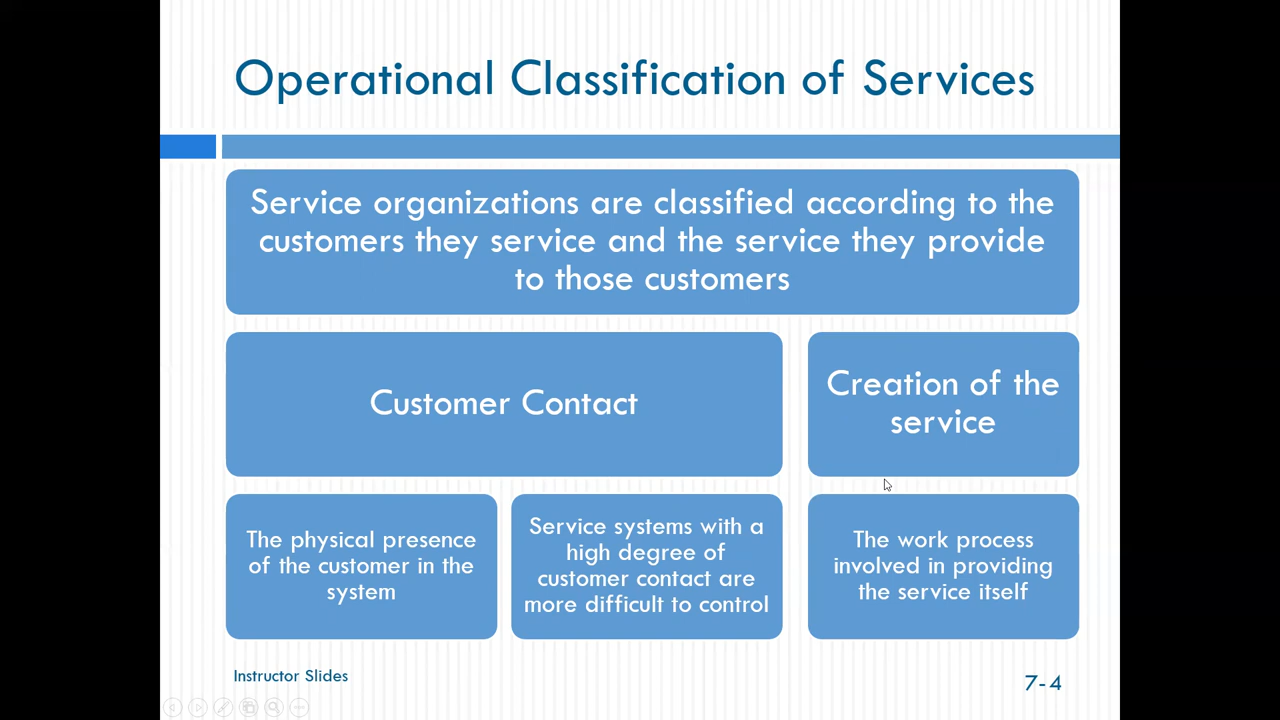 Operational Classification of Services
Service organizations are classified according to the
customers they service and the service they provide
to those customers
Customer Contact
Creation of the
service
The physical presence
of the customer in the
system
Service systems with a
high degree of
customer contact are
more difficult to control
The work process
involved in providing
the service itself
Instructor Slides
7-4